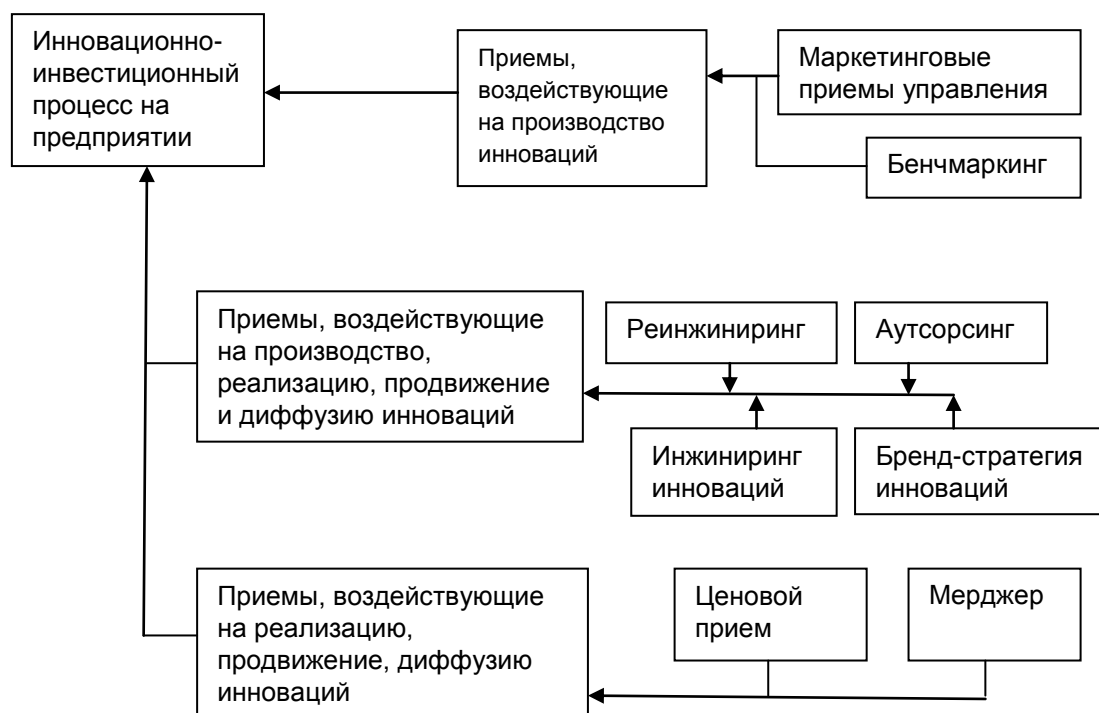 Инновационно-
инвестиционный
процесс на
предприятии
Приемы,
воздействующие
на производство
инноваций
Маркетинговые
приемы управления
Бенчмаркинг
Приемы, воздействующие
на производство,
реализацию, продвижение
и диффузию инноваций
Реинжиниринг
Аутсорсинг
Инжиниринг
инноваций
Бренд-стратегия
инноваций
Приемы, воздействующие
на реализацию,
продвижение, диффузию
инноваций
Ценовой
прием
Мерджер